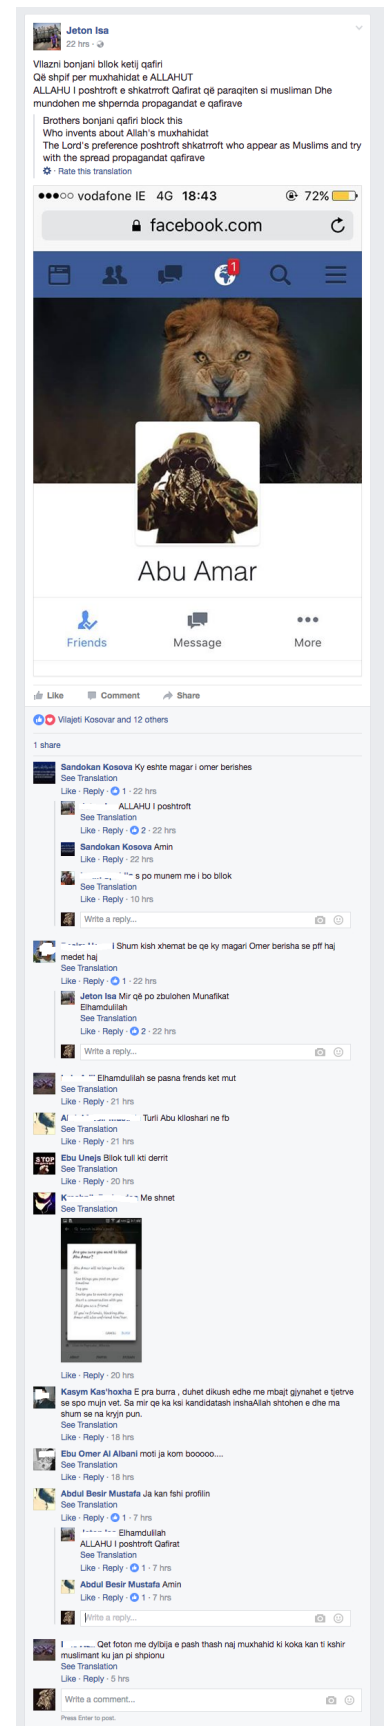 Jeton Isa
22 hrs ·
Vllazni bonjani bllok ketij qafiri
Që shpif per muxhahidat e ALLAHUT
ALLAHU I poshtroft e shkatrroft Qafirat që paraqiten si musliman Dhe
mundohen me shpernda propagandat e qafirave
Brothers bonjani qafiri block this
Who invents about Allah's muxhahidat
The Lord's preference poshtroft shkatrroft who appear as Muslims and try
with the spread propagandat qafirave
· Rate this translation
vodafone IE 4G 18:43 72%
facebook.com
1
Abu Amar
Friends Message More
Like Comment Share
Vilajeti Kosovar and 12 others
1 share
Sandokan Kosova Ky eshte magar i omer berishes
See Translation
Like · Reply · 1 · 22 hrs
ALLAHU I poshtroft
See Translation
Like · Reply · 2 · 22 hrs
Sandokan Kosova Amin
Like · Reply · 22 hrs
s po munem me i bo bllok
See Translation
Like · Reply · 10 hrs
Write a reply...
Shum kish xhemat be qe ky magari Omer berisha se pff haj
medet haj
See Translation
Like · Reply · 1 · 22 hrs
Jeton Isa Mir që po zbulohen Munafikat
Elhamdulilah
See Translation
Like · Reply · 2 · 22 hrs
Write a reply...
Elhamdulilah se pasna frends ket mut
See Translation
Like · Reply · 21 hrs
Turli Abu klloshari ne fb
See Translation
Like · Reply · 21 hrs
STOP
Ebu Unejs Bllok tull kti derrit
See Translation
Like · Reply · 20 hrs
Me shnet
See Translation
Are you sure you want to block
Abu Amar?
Like · Reply · 20 hrs
Kasym Kas'hoxha E pra burra , duhet dikush edhe me mbajt gjynahet e tjetrve
se spo mujn vet. Sa mir qe ka ksi kandidatash inshaAllah shtohen e dhe ma
shum se na kryjn pun.
See Translation
Like · Reply · 18 hrs
Ebu Omer Al Albani moti ja kom booooo....
See Translation
Like · Reply · 18 hrs
Abdul Besir Mustafa Ja kan fshi profilin
See Translation
Like · Reply · 1 · 7 hrs
Elhamdulilah
ALLAHU I poshtroft Qafirat
See Translation
Like · Reply · 1 · 7 hrs
Abdul Besir Mustafa Amin
Like · Reply · 1 · 7 hrs
Write a reply...
Qet foton me dylbija e pash thash naj muxhahid ki koka kan ti kshir
muslimant ku jan pi shpionu
See Translation
Like · Reply · 5 hrs
Write a comment...
Press Enter to post.